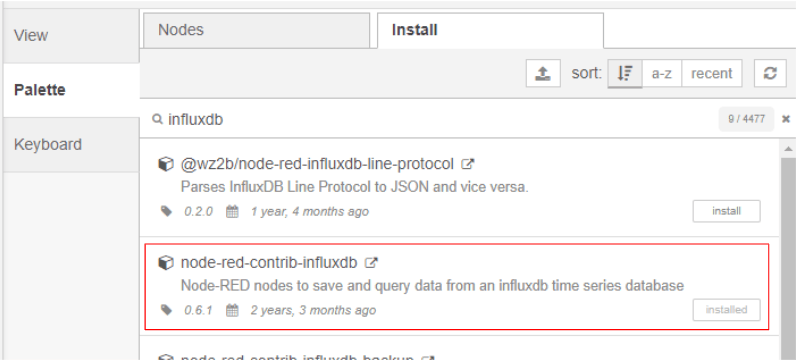 View
Palette
Keyboard
Nodes
Install
sort: a-z recent
influxdb
9 / 4477
@wz2b/node-red-influxdb-line-protocol
Parses InfluxDB Line Protocol to JSON and vice versa.
0.2.0 1 year, 4 months ago
install
node-red-contrib-influxdb
Node-RED nodes to save and query data from an influxdb time series database
0.6.1 2 years, 3 months ago
installed
node-red-contrib-influxdb-backup